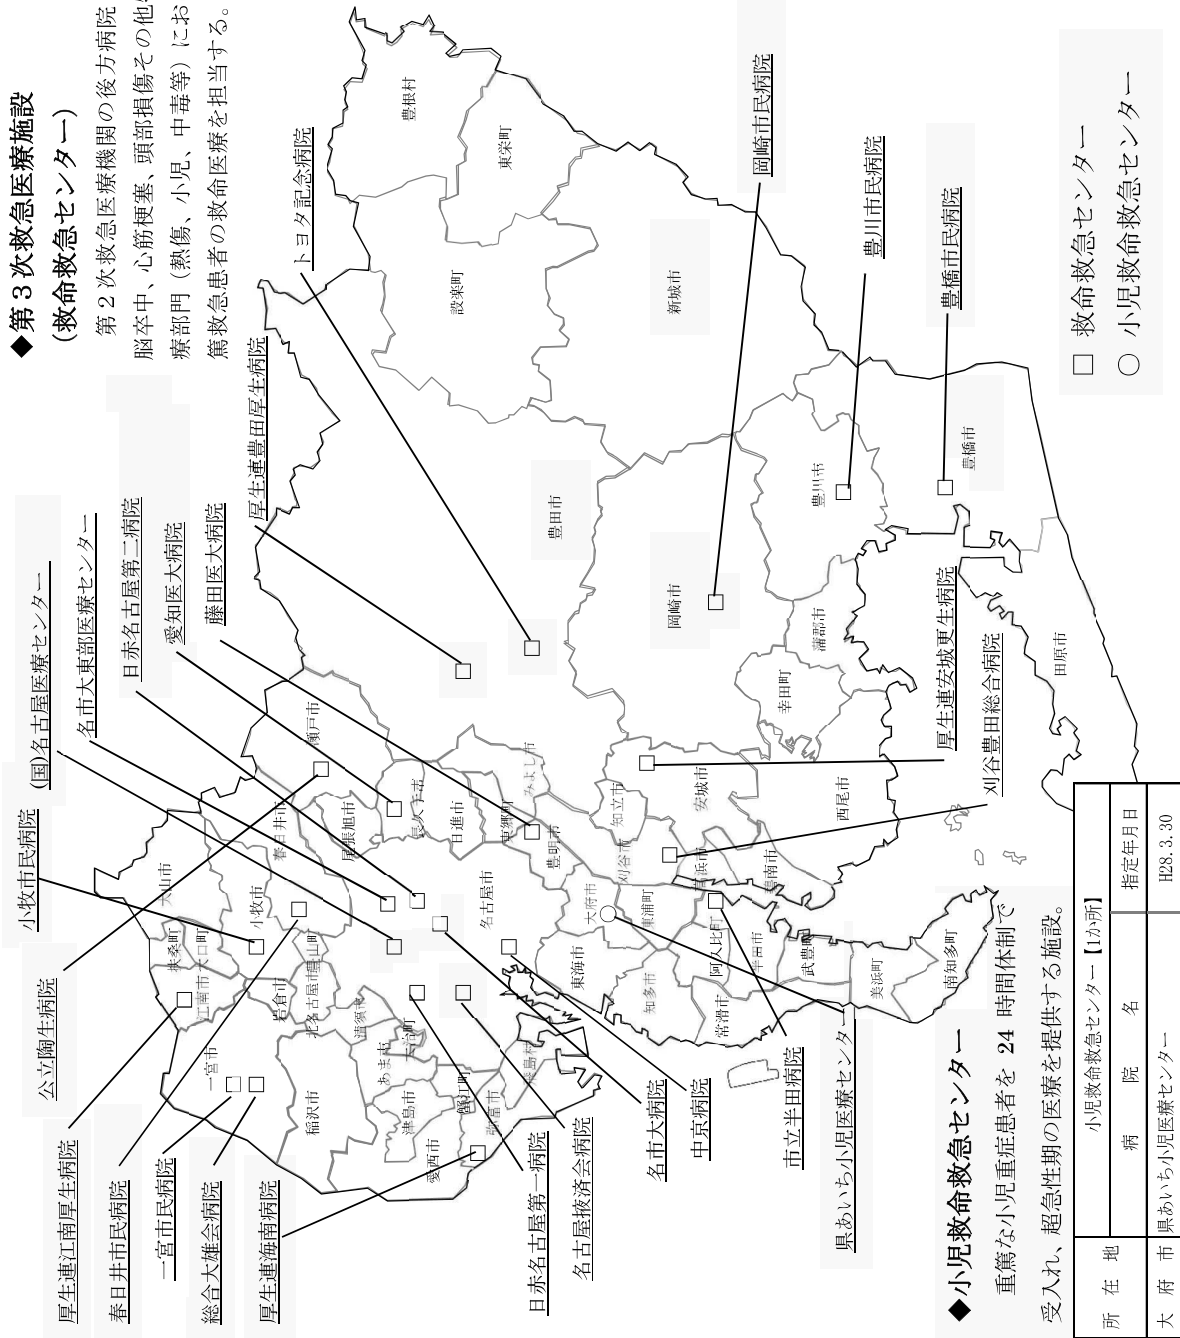 ◆第３次救急医療施設
(救命救急センター)
第２次救急医療機関の後方病院
脳卒中、心筋梗塞、頭部損傷その他
療部門（熱傷、小児、中毒等）にお
篤救急患者の救命医療を担当する。
トヨタ記念病院
厚生連豊田厚生病院
藤田医大病院
愛知医大病院
日赤名古屋第二病院
名市大東部医療センター
(国)名古屋医療センター
小牧市民病院
公立陶生病院
厚生連江南厚生病院
春日井市民病院
一宮市民病院
総合大雄会病院
厚生連海南病院
日赤名古屋第一病院
名古屋掖済会病院
名市大病院
中京病院
市立半田病院
県あいち小児医療センター
刈谷豊田総合病院
厚生連安城更生病院
岡崎市民病院
豊川市民病院
豊橋市民病院
豊根村
東栄町
設楽町
新城市
豊田市
岡崎市
豊川市
豊橋市
蒲郡市
幸田町
田原市
西尾市
安城市
知立市
刈谷市
高浜市
碧南市
瀬戸市
春日井市
尾張旭市
長久手市
日進市
東郷町
みよし市
豊明市
名古屋市
犬山市
扶桑町
大口町
小牧市
江南市
岩倉市
豊山町
北名古屋市
清須市
一宮市
稲沢市
あま市
大治町
津島市
愛西市
蟹江町
弥富市
飛島村
東海市
大府市
東浦町
知多市
阿久比町
常滑市
半田市
武豊町
美浜町
南知多町
□ 救命救急センター
○ 小児救命救急センター
◆小児救命救急センター
重篤な小児重症患者を 24 時間体制で
受入れ、超急性期の医療を提供する施設。
小児救命救急センター【1か所】
所 在 地 病 院 名 指定年月日
大 府 市 県あいち小児医療センター H28. 3. 30